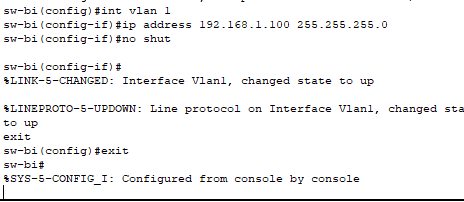 sw-bi(config)#int vlan 1
sw-bi(config-if)#ip address 192.168.1.100 255.255.255.0
sw-bi(config-if)#no shut
sw-bi(config-if)#
%LINK-5-CHANGED: Interface Vlan1, changed state to up
%LINEPROTO-5-UPDOWN: Line protocol on Interface Vlan1, changed sta
to up
exit
sw-bi(config)#exit
sw-bi#
%SYS-5-CONFIG_I: Configured from console by console